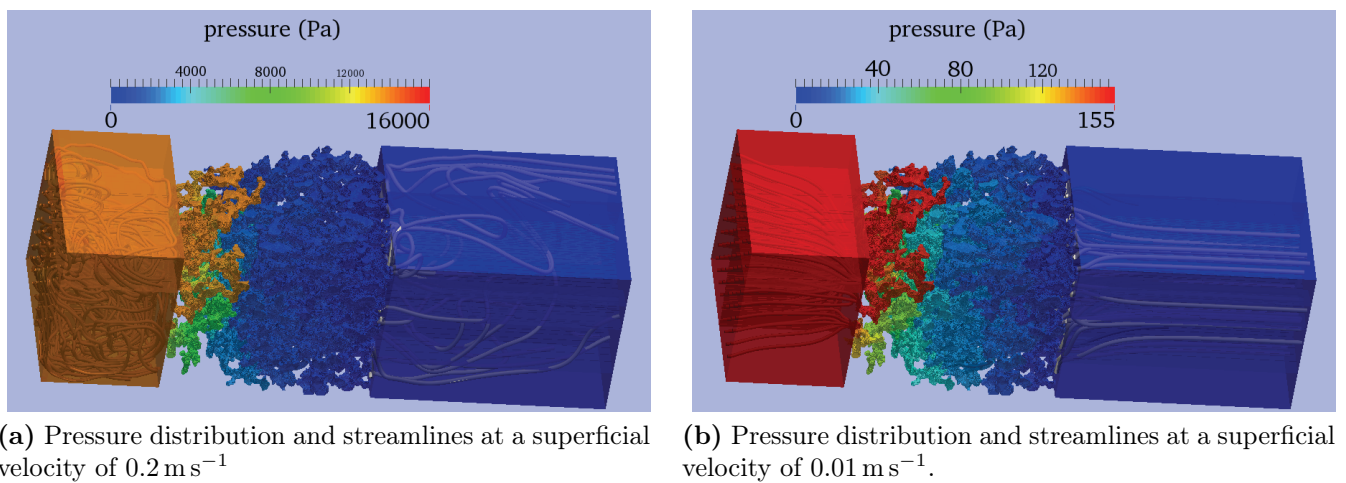 pressure (Pa)
4000 8000 12000
0 16000
pressure (Pa)
40 80 120
0 155
(a) Pressure distribution and streamlines at a superficial
velocity of 0.2 m s⁻¹
(b) Pressure distribution and streamlines at a superficial
velocity of 0.01 m s⁻¹.